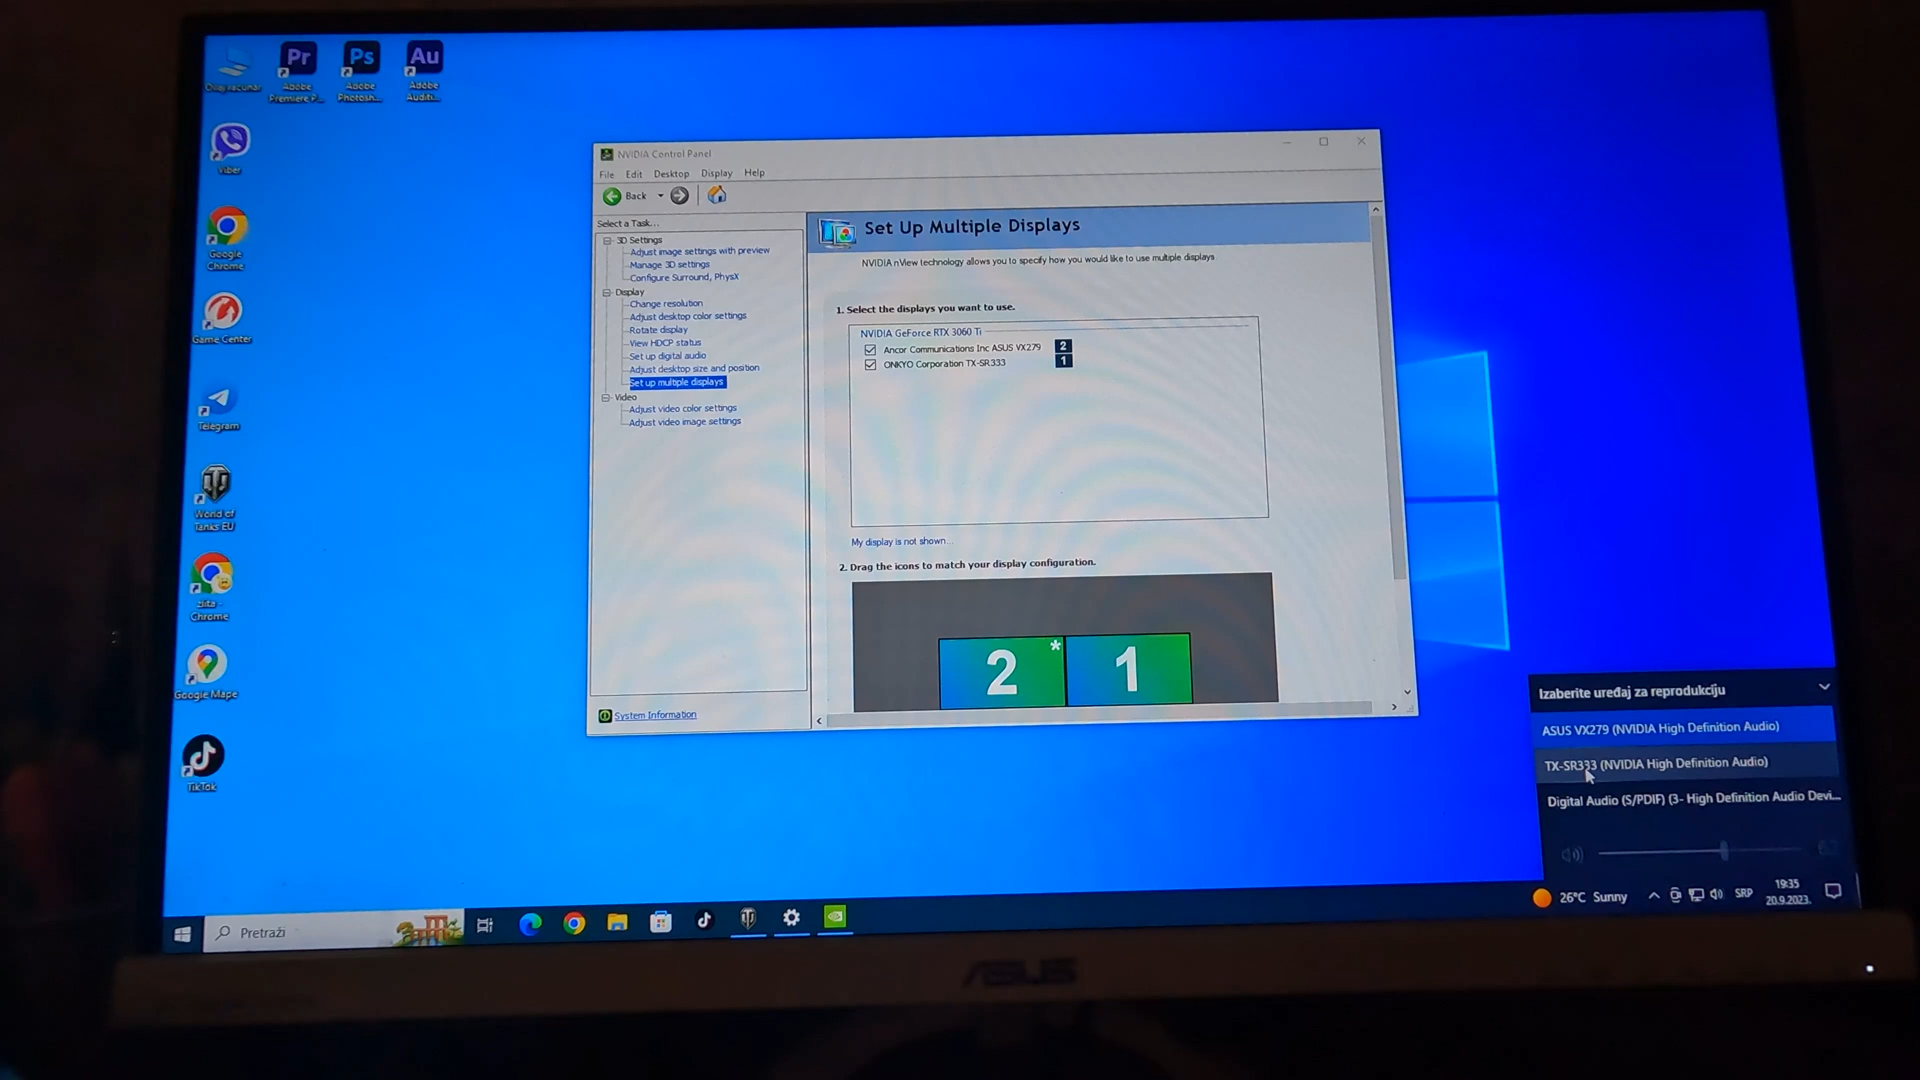 Pr
Ps
Au
Adobe
Premiere P...
Adobe
Photosh...
Adobe
Auditi...
Viber
Google
Chrome
Game Center
Telegram
World of
Tanks EU
Chrome
Google Mape
TikTok
NVIDIA Control Panel
File Edit Desktop Display Help
Back
Select a Task...
3D Settings
Adjust image settings with preview
Manage 3D settings
Configure Surround, PhysX
Display
Change resolution
Adjust desktop color settings
Rotate display
View HDCP status
Set up digital audio
Adjust desktop size and position
Set up multiple displays
Video
Adjust video color settings
Adjust video image settings
System Information
Set Up Multiple Displays
NVIDIA nView technology allows you to specify how you would like to use multiple displays
1. Select the displays you want to use.
NVIDIA GeForce RTX 3060 Ti
Ancor Communications Inc ASUS VX279 2
ONKYO Corporation TX-SR333 1
My display is not shown...
2. Drag the icons to match your display configuration.
2 * 1
Izaberite uređaj za reprodukciju
ASUS VX279 (NVIDIA High Definition Audio)
TX-SR333 (NVIDIA High Definition Audio)
Digital Audio (S/PDIF) (3- High Definition Audio Devi...
Pretraži
26°C Sunny
SRP
19:35
20.9.2023.
ASUS